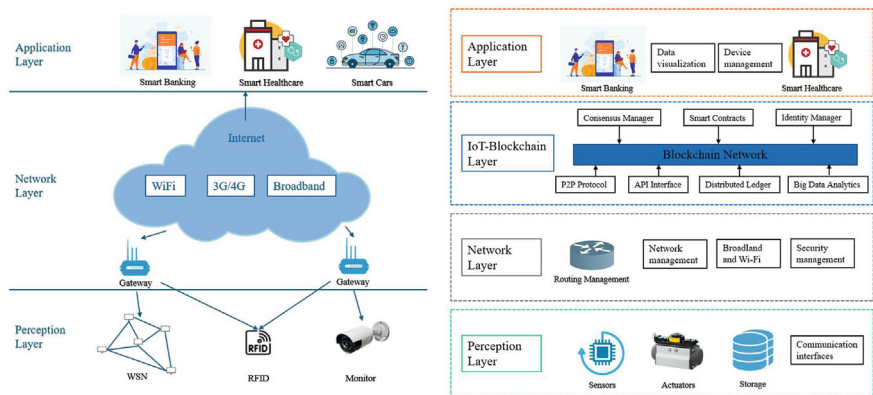 Application
Layer
Smart Banking
Smart Healthcare
Smart Cars
Internet
Network
Layer
WiFi
3G/4G
Broadband
Gateway
Gateway
Perception
Layer
WSN
RFID
RFID
Monitor
Application
Layer
Smart Banking
Data
visualization
Device
management
Smart Healthcare
IoT-Blockchain
Layer
Consensus Manager
Smart Contracts
Identity Manager
Blockchain Network
P2P Protocol
API Interface
Distributed Ledger
Big Data Analytics
Network
Layer
Routing Management
Network
management
Broadland
and Wi-Fi
Security
management
Perception
Layer
Sensors
Actuators
Storage
Communication
interfaces